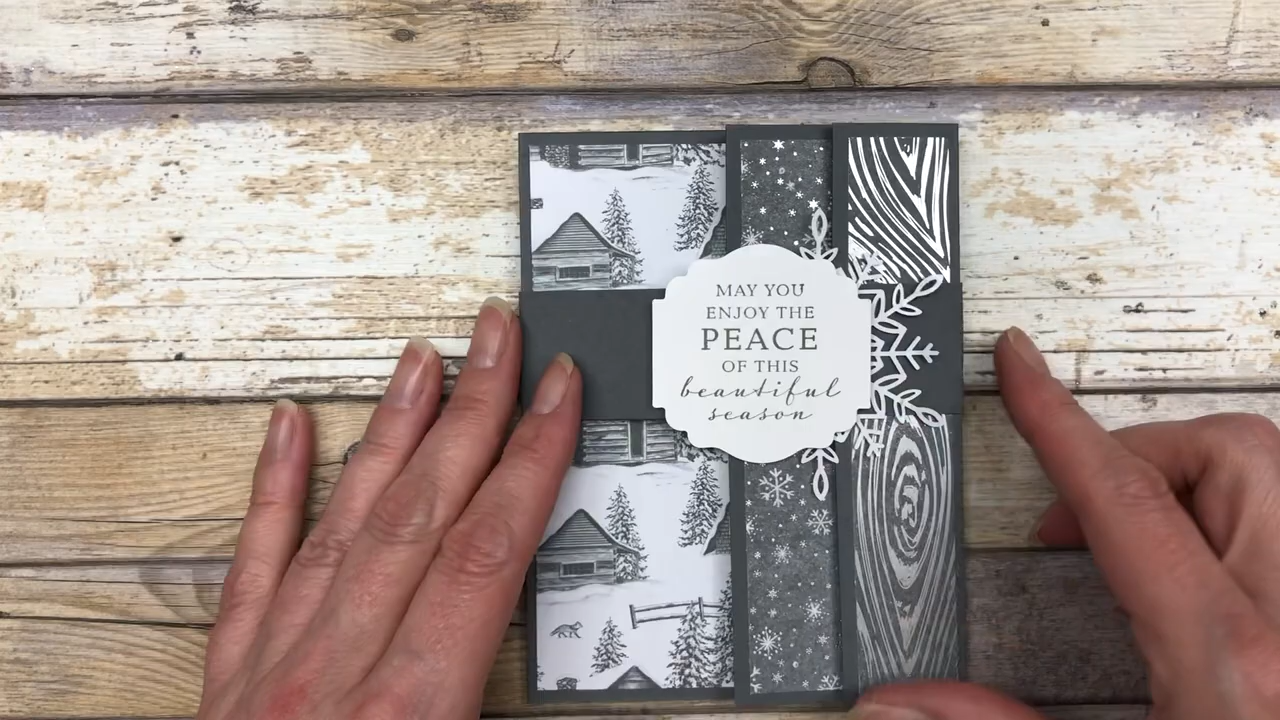 MAY YOU
ENJOY THE
PEACE
OF THIS
beautiful
season